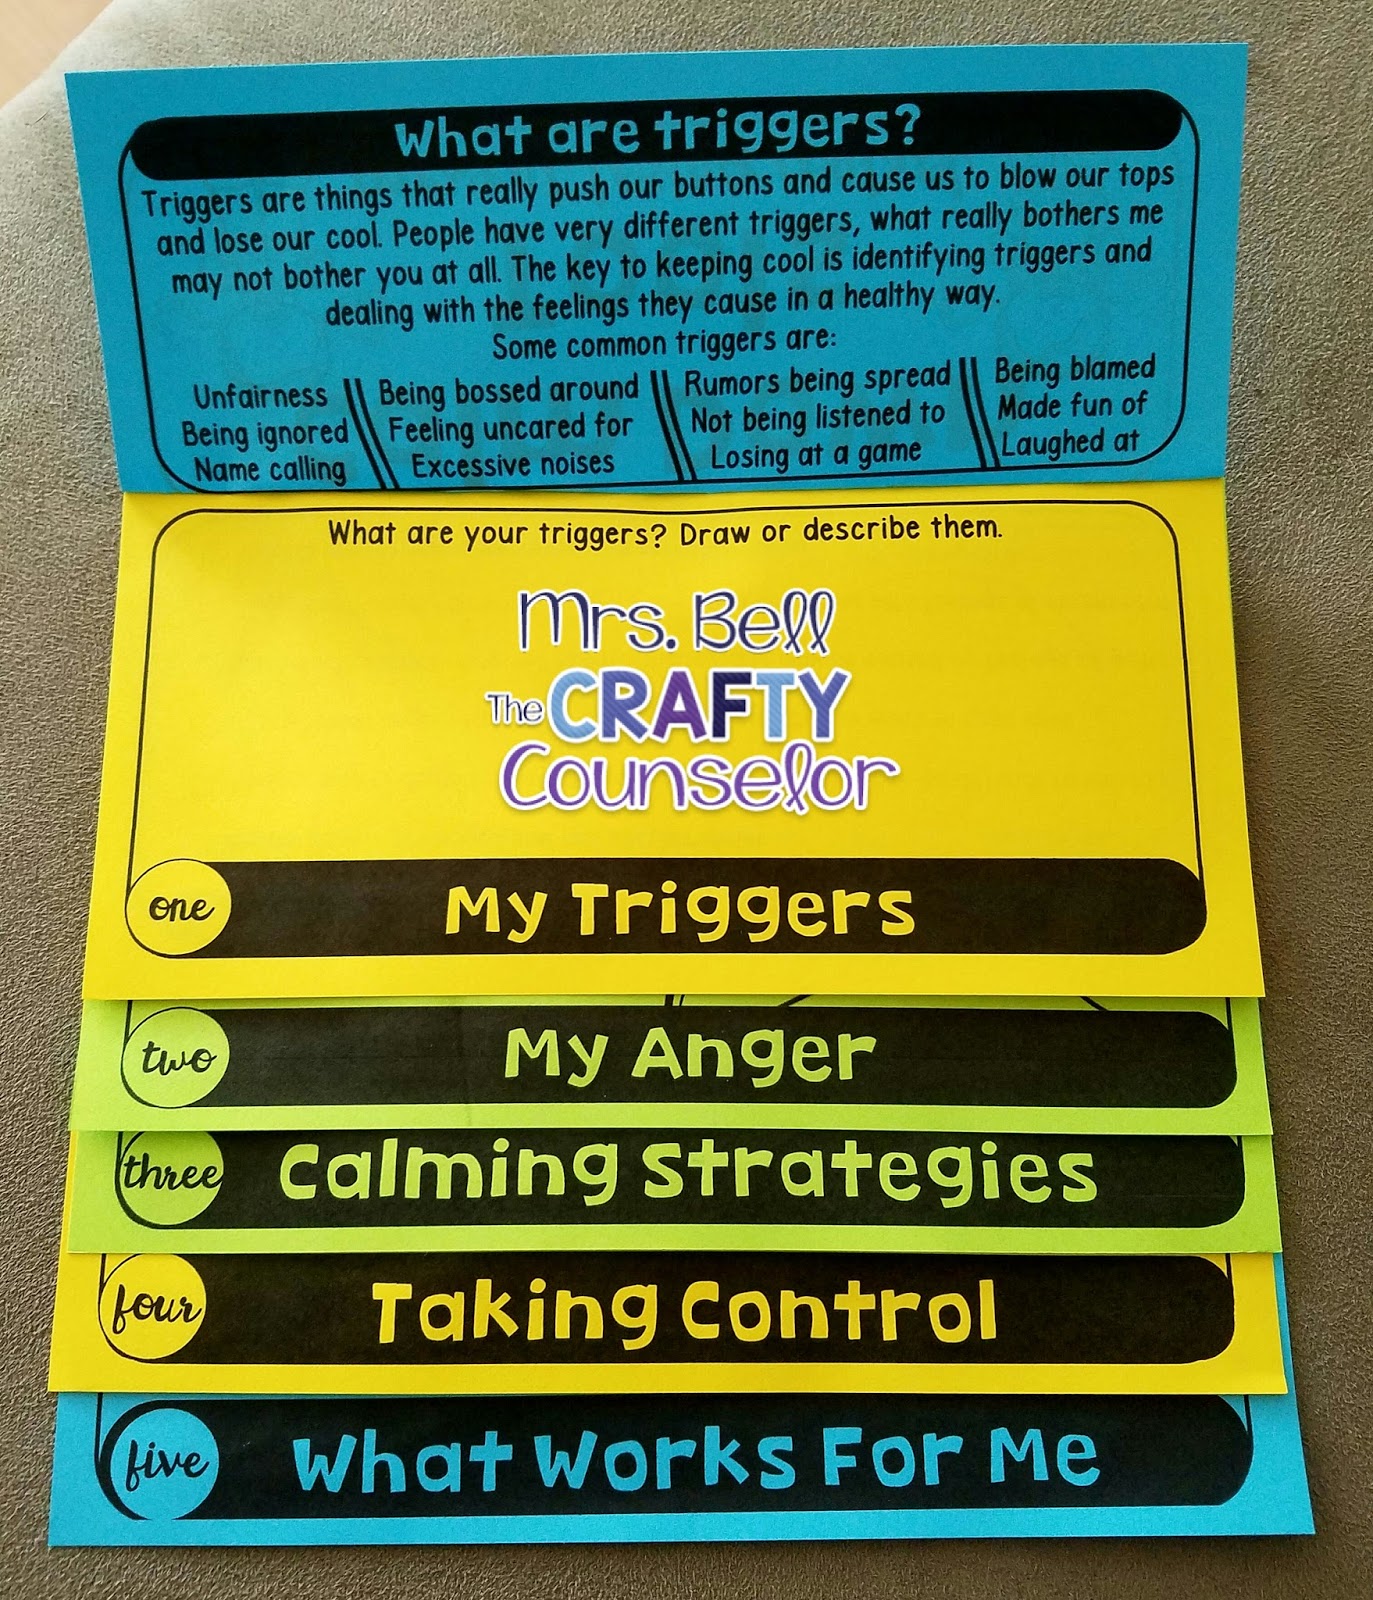 What are triggers?
Triggers are things that really push our buttons and cause us to blow our tops
and lose our cool. People have very different triggers, what really bothers me
may not bother you at all. The key to keeping cool is identifying triggers and
dealing with the feelings they cause in a healthy way.
Some common triggers are:
Unfairness
Being ignored
Name calling
Being bossed around
Feeling uncared for
Excessive noises
Rumors being spread
Not being listened to
Losing at a game
Being blamed
Made fun of
Laughed at
What are your triggers? Draw or describe them.
Mrs. Bell
The CRAFTY
Counselor
one My Triggers
two My Anger
three Calming Strategies
four Taking Control
five What Works For Me